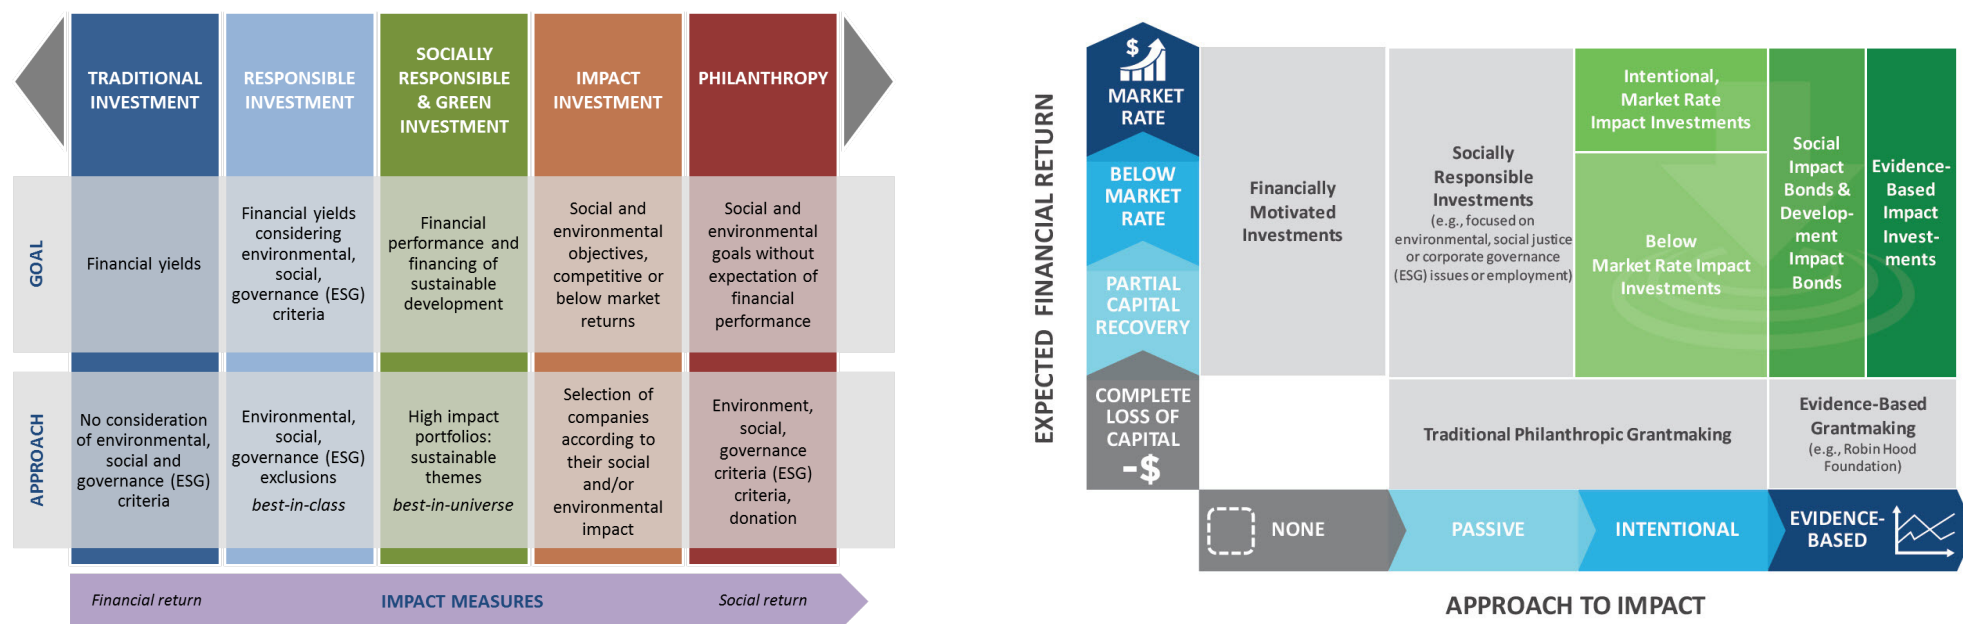 TRADITIONAL
INVESTMENT
RESPONSIBLE
INVESTMENT
SOCIALLY
RESPONSIBLE
& GREEN
INVESTMENT
IMPACT
INVESTMENT
PHILANTHROPY
GOAL
Financial yields
Financial yields
considering
environmental,
social,
governance (ESG)
criteria
Financial
performance and
financing of
sustainable
development
Social and
environmental
objectives,
competitive or
below market
returns
Social and
environmental
goals without
expectation of
financial
performance
APPROACH
No consideration
of environmental,
social and
governance (ESG)
criteria
Environmental,
social,
governance (ESG)
exclusions
best-in-class
High impact
portfolios:
sustainable
themes
best-in-universe
Selection of
companies
according to
their social
and/or
environmental
impact
Environment,
social,
governance
criteria (ESG)
criteria,
donation
Financial return
IMPACT MEASURES
Social return
EXPECTED FINANCIAL RETURN
$
MARKET
RATE
BELOW
MARKET
RATE
PARTIAL
CAPITAL
RECOVERY
COMPLETE
LOSS OF
CAPITAL
-$
Financially
Motivated
Investments
Socially
Responsible
Investments
(e.g., focused on
environmental, social justice
or corporate governance
(ESG) issues or employment)
Intentional,
Market Rate
Impact Investments
Below
Market Rate Impact
Investments
Social
Impact
Bonds &
Develop-
ment
Impact
Bonds
Evidence-
Based
Impact
Invest-
ments
Traditional Philanthropic Grantmaking
Evidence-Based
Grantmaking
(e.g., Robin Hood
Foundation)
NONE
PASSIVE
INTENTIONAL
EVIDENCE-
BASED
APPROACH TO IMPACT